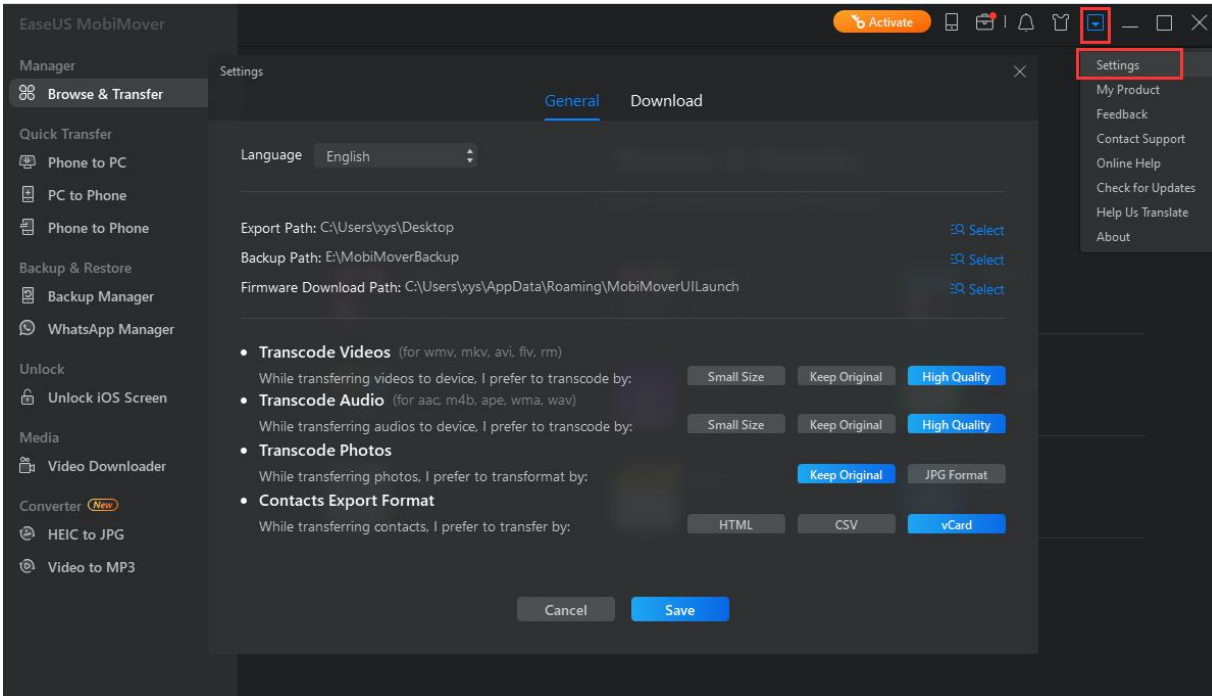 EaseUS MobiMover
Activate
Manager
Browse & Transfer
Quick Transfer
Phone to PC
PC to Phone
Phone to Phone
Backup & Restore
Backup Manager
WhatsApp Manager
Unlock
Unlock iOS Screen
Media
Video Downloader
Converter New
HEIC to JPG
Video to MP3
Settings
General Download
Language English
Export Path: C:\Users\xys\Desktop Select
Backup Path: E:\MobiMoverBackup Select
Firmware Download Path: C:\Users\xys\AppData\Roaming\MobiMoverUILaunch Select
• Transcode Videos (for wmv, mkv, avi, flv, rm)
While transferring videos to device, I prefer to transcode by: Small Size Keep Original High Quality
• Transcode Audio (for aac, m4b, ape, wma, wav)
While transferring audios to device, I prefer to transcode by: Small Size Keep Original High Quality
• Transcode Photos
While transferring photos, I prefer to transformat by: Keep Original JPG Format
• Contacts Export Format
While transferring contacts, I prefer to transfer by: HTML CSV vCard
Cancel Save
Settings
My Product
Feedback
Contact Support
Online Help
Check for Updates
Help Us Translate
About